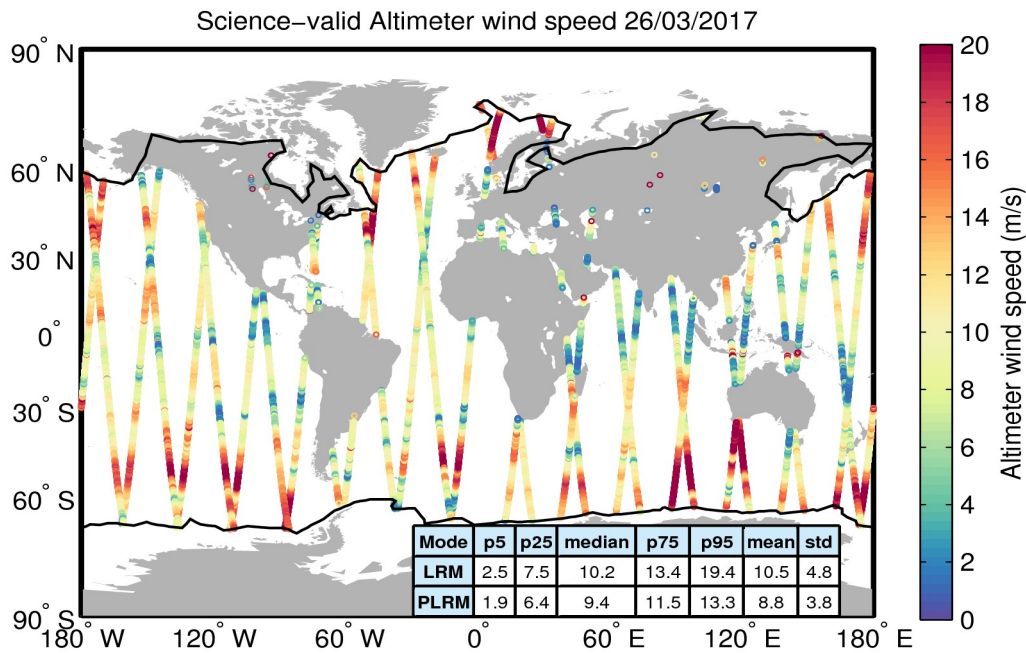 Science−valid Altimeter wind speed 26/03/2017
90° N
60° N
30° N
0°
30° S
60° S
90° S
180° W
120° W
60° W
0°
60° E
120° E
180° E
Mode p5 p25 median p75 p95 mean std
LRM 2.5 7.5 10.2 13.4 19.4 10.5 4.8
PLRM 1.9 6.4 9.4 11.5 13.3 8.8 3.8
20
18
16
14
12
10
8
6
4
2
0
Altimeter wind speed (m/s)